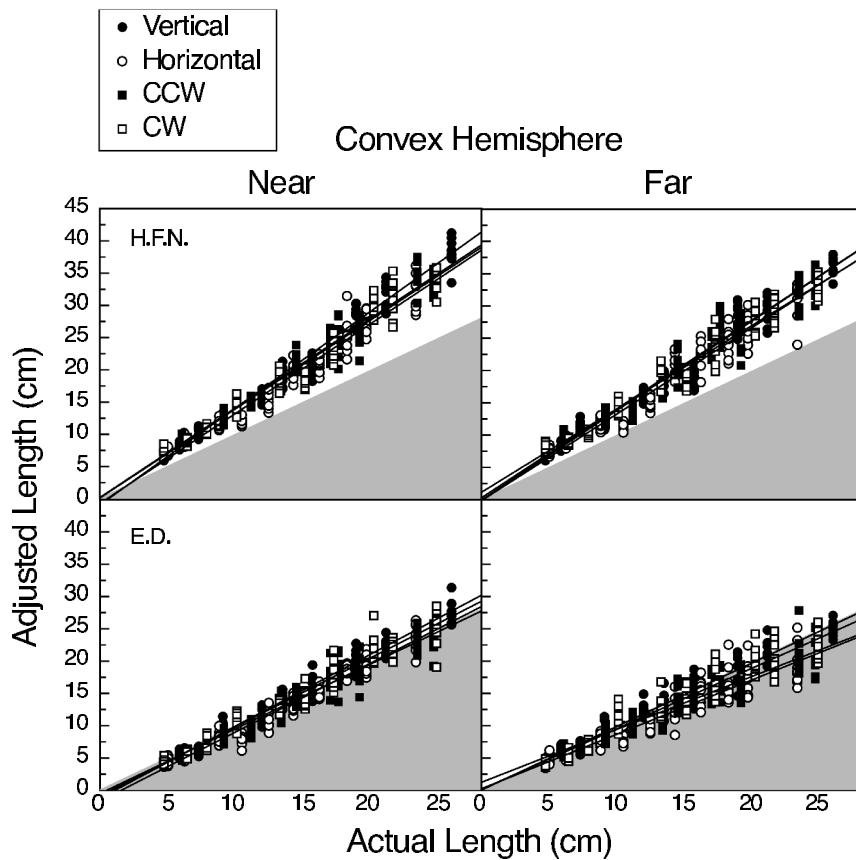 Vertical
Horizontal
CCW
CW
Convex Hemisphere
Near
Far
Adjusted Length (cm)
45
40
35
30
25
20
15
10
5
0
H.F.N.
40
35
30
25
20
15
10
5
0
E.D.
0 5 10 15 20 25 0 5 10 15 20 25
Actual Length (cm)